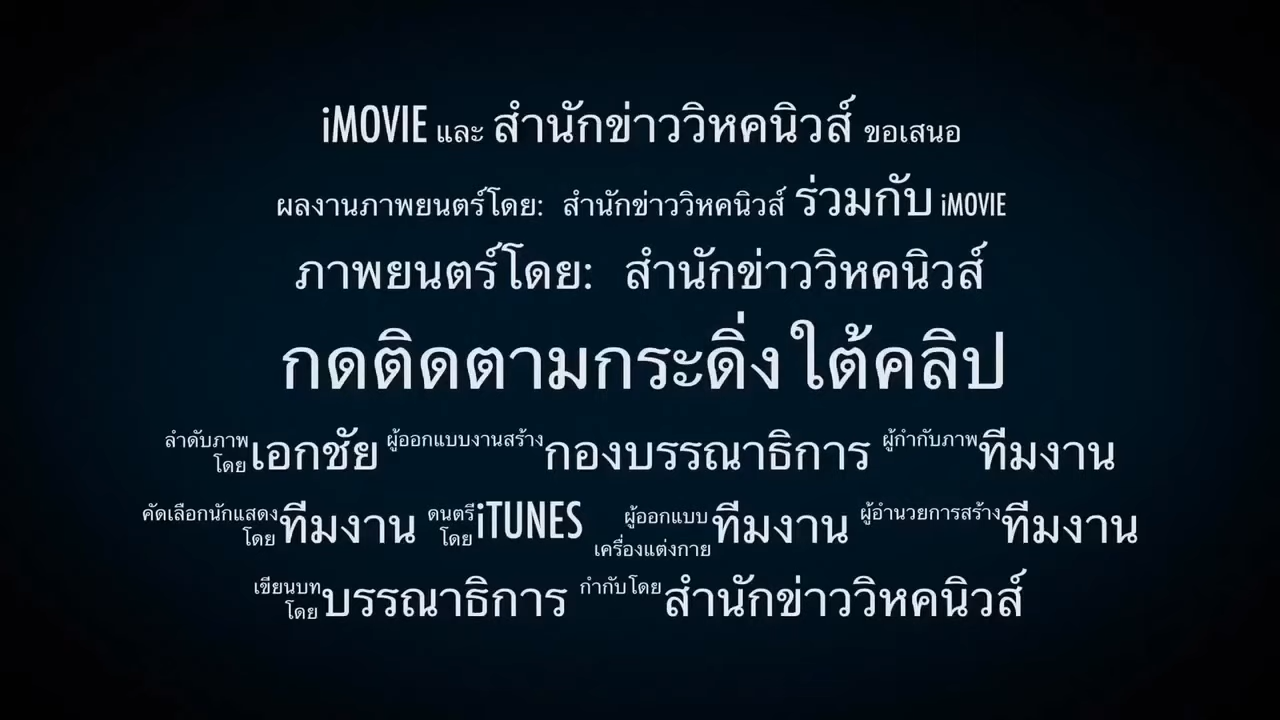 iMOVIE และ สำนักข่าววิหคนิวส์ ขอเสนอ
ผลงานภาพยนตร์โดย: สำนักข่าววิหคนิวส์ ร่วมกับ iMOVIE
ภาพยนตร์โดย: สำนักข่าววิหคนิวส์
กดติดตามกระดิ่ง ใต้คลิป
ลำดับภาพโดย เอกชัย ผู้ออกแบบงานสร้าง กองบรรณาธิการ ผู้กำกับภาพ ทีมงาน
คัดเลือกนักแสดงโดย ทีมงาน ดนตรีโดย iTUNES ผู้ออกแบบเครื่องแต่งกาย ทีมงาน ผู้อำนวยการสร้าง ทีมงาน
เขียนบทโดย บรรณาธิการ กำกับโดย สำนักข่าววิหคนิวส์